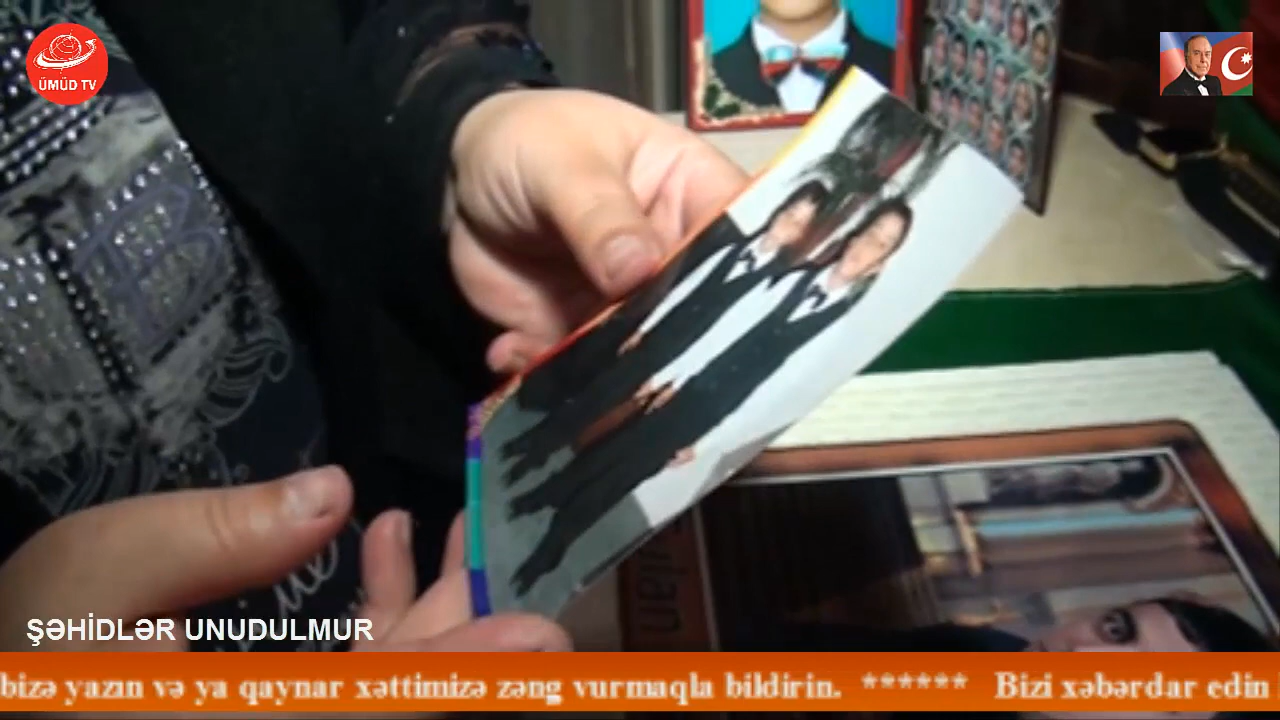 ÜMÜD TV
ŞƏHİDLƏR UNUDULMUR
bizə yazın və ya qaynar xəttimizə zəng vurmaqla bildirin. ****** Bizi xəbərdar edin